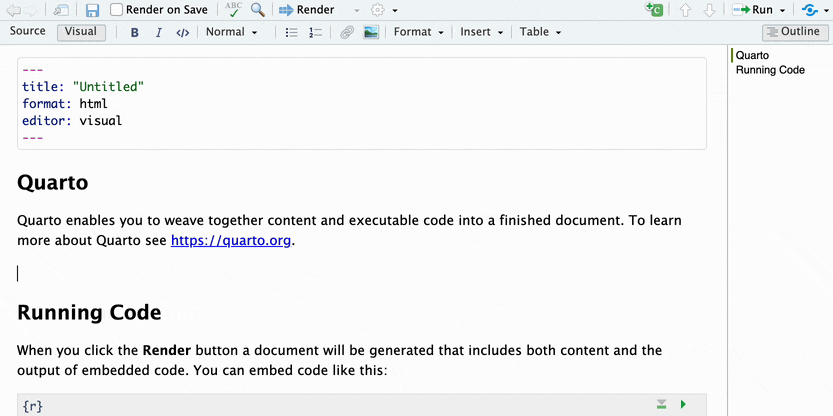 Render on Save ABC Render Run
Source Visual B I </> Normal Format Insert Table Outline
---
title: "Untitled"
format: html
editor: visual
---
Quarto
Running Code
Quarto
Quarto enables you to weave together content and executable code into a finished document. To learn
more about Quarto see https://quarto.org.
Running Code
When you click the Render button a document will be generated that includes both content and the
output of embedded code. You can embed code like this:
{r}